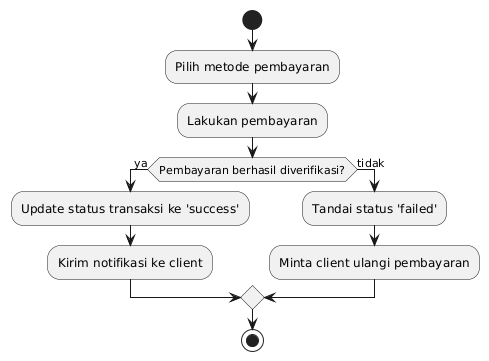 Pilih metode pembayaran
Lakukan pembayaran
Pembayaran berhasil diverifikasi?
ya
tidak
Update status transaksi ke 'success'
Tandai status 'failed'
Kirim notifikasi ke client
Minta client ulangi pembayaran